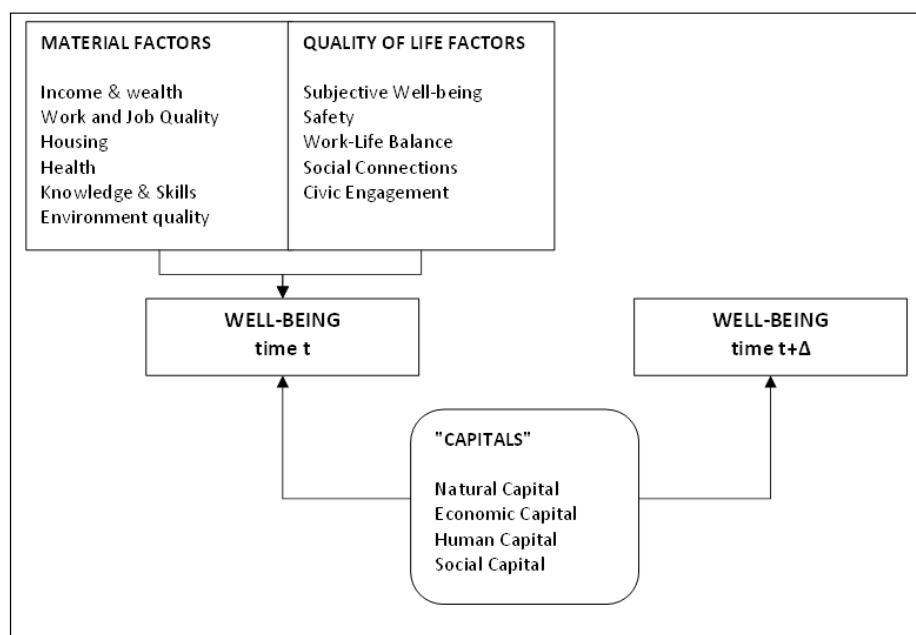 MATERIAL FACTORS
Income & wealth
Work and Job Quality
Housing
Health
Knowledge & Skills
Environment quality
QUALITY OF LIFE FACTORS
Subjective Well-being
Safety
Work-Life Balance
Social Connections
Civic Engagement
WELL-BEING
time t
WELL-BEING
time t+Δ
"CAPITALS"
Natural Capital
Economic Capital
Human Capital
Social Capital